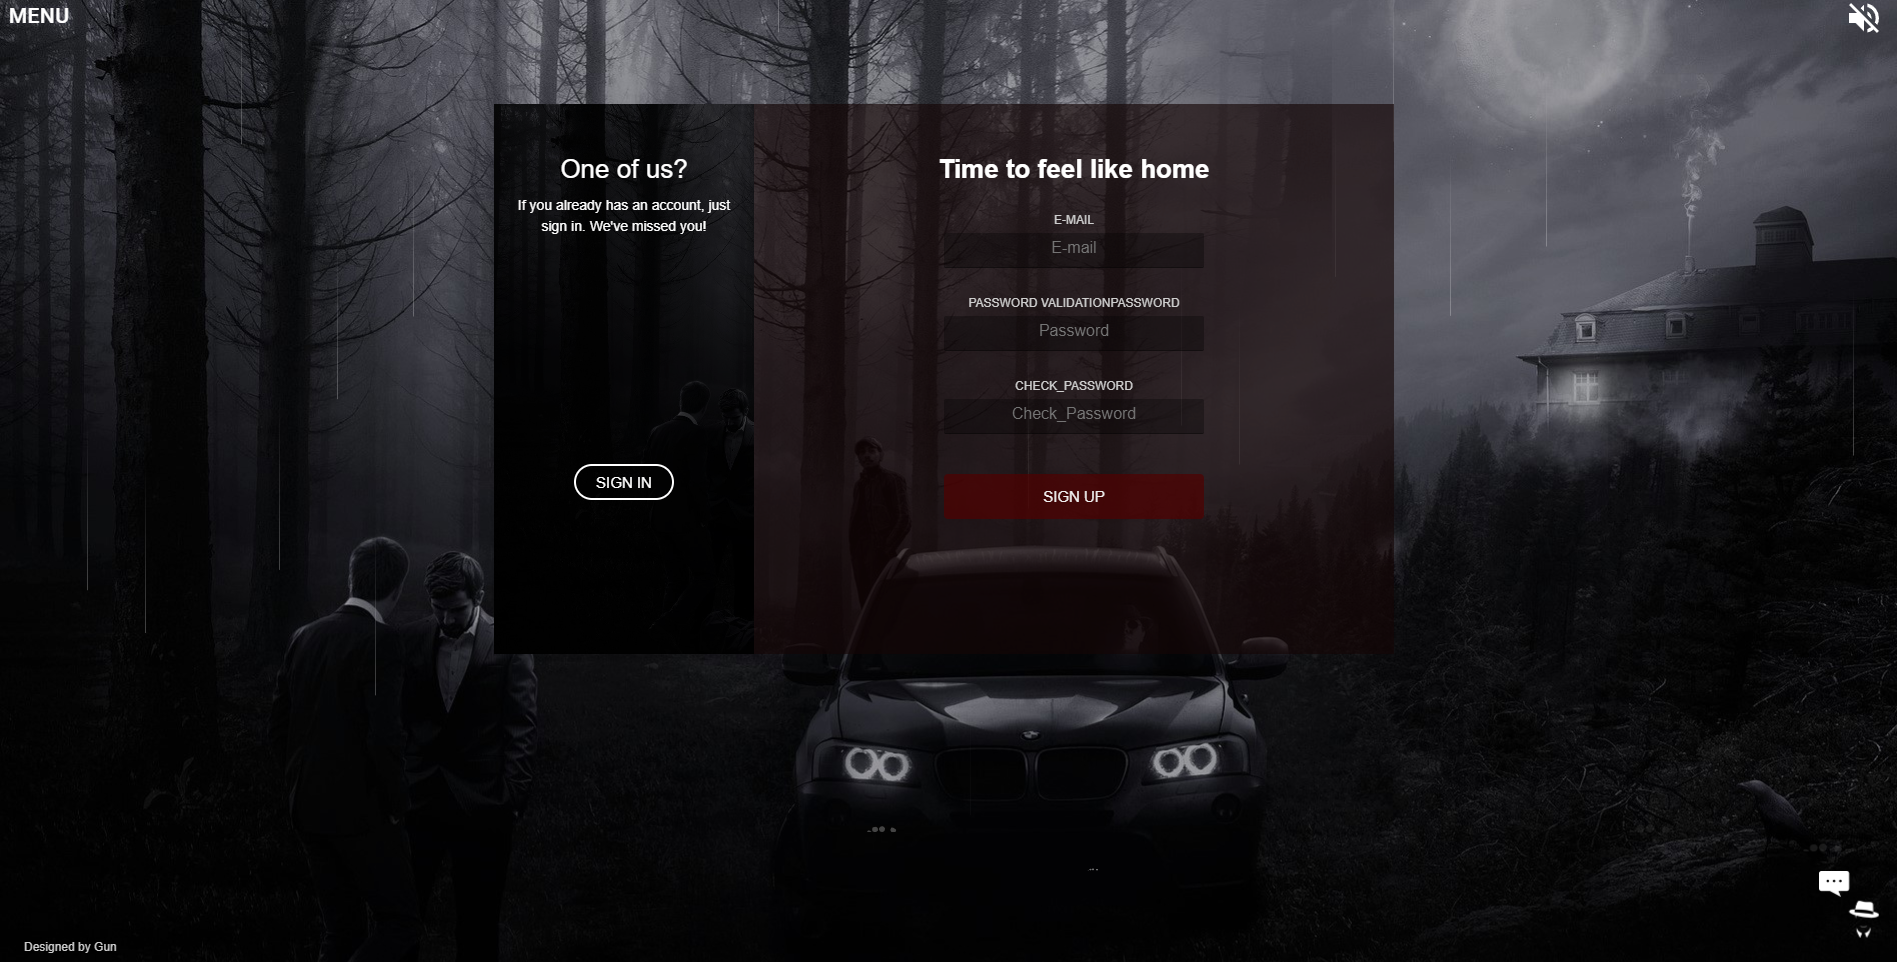 MENU
One of us?
If you already has an account, just
sign in. We've missed you!
SIGN IN
Time to feel like home
E-MAIL
E-mail
PASSWORD VALIDATIONPASSWORD
Password
CHECK_PASSWORD
Check_Password
SIGN UP
Designed by Gun